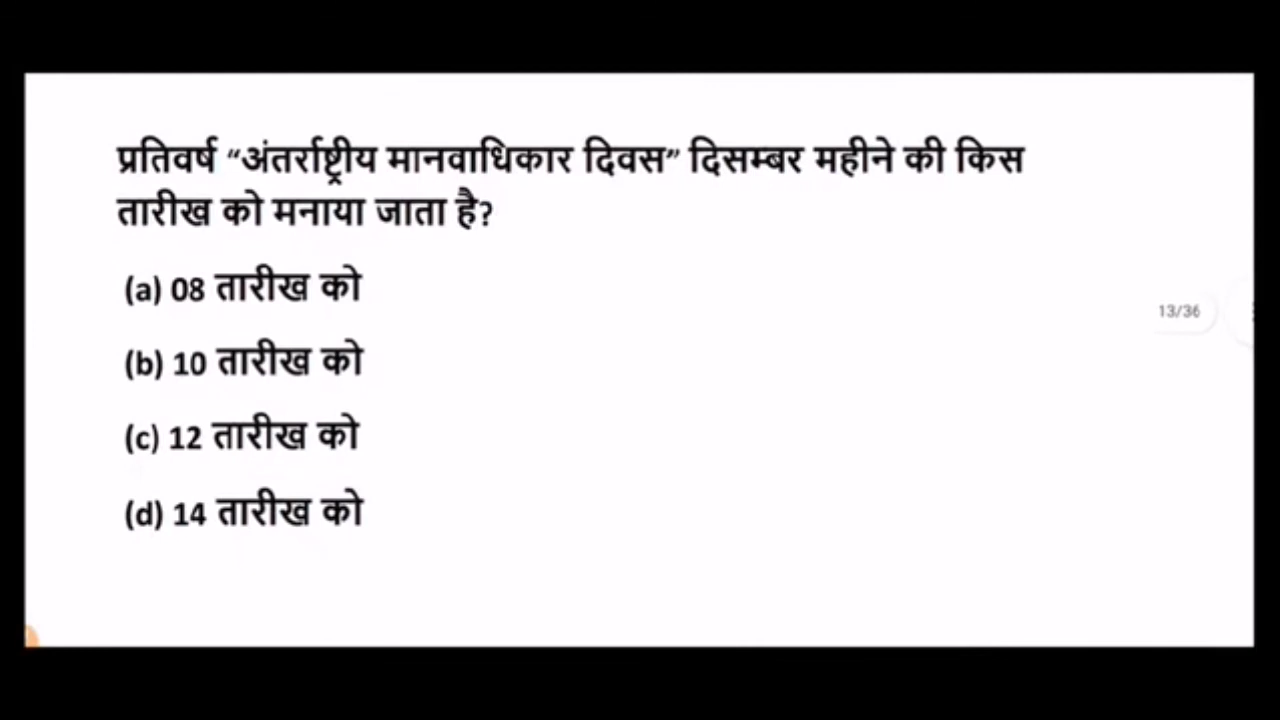 प्रतिवर्ष “अंतर्राष्ट्रीय मानवाधिकार दिवस” दिसम्बर महीने की किस
तारीख को मनाया जाता है?
(a) 08 तारीख को
13/36
(b) 10 तारीख को
(c) 12 तारीख को
(d) 14 तारीख को